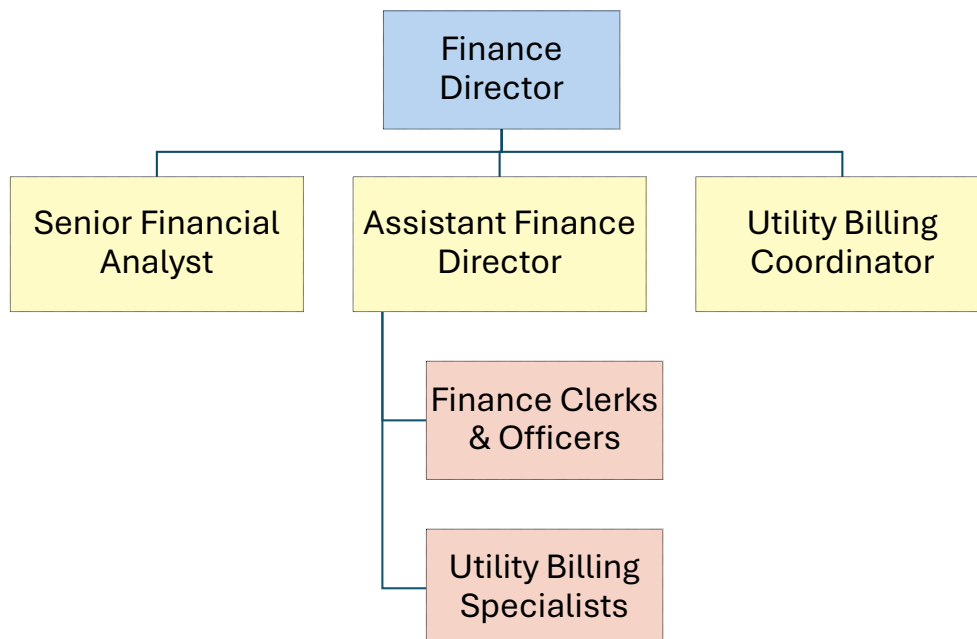 Finance
Director
Senior Financial
Analyst
Assistant Finance
Director
Utility Billing
Coordinator
Finance Clerks
& Officers
Utility Billing
Specialists